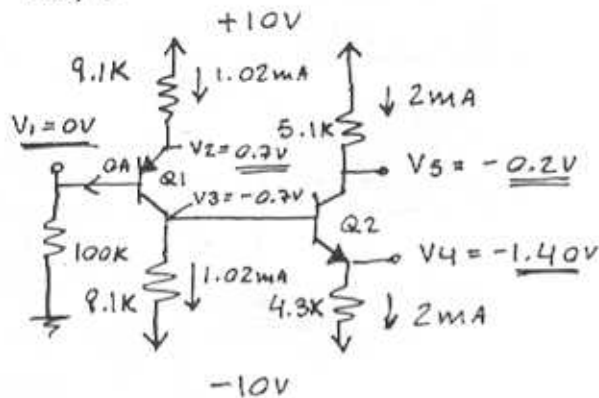 +10V
9.1K
↓ 1.02mA
↓ 2mA
5.1K
V1 = 0V
0A
V2 = 0.7V
Q1
V3 = -0.7V
V5 = -0.2V
Q2
100K
9.1K
↓ 1.02mA
V4 = -1.40V
4.3K
↓ 2mA
-10V